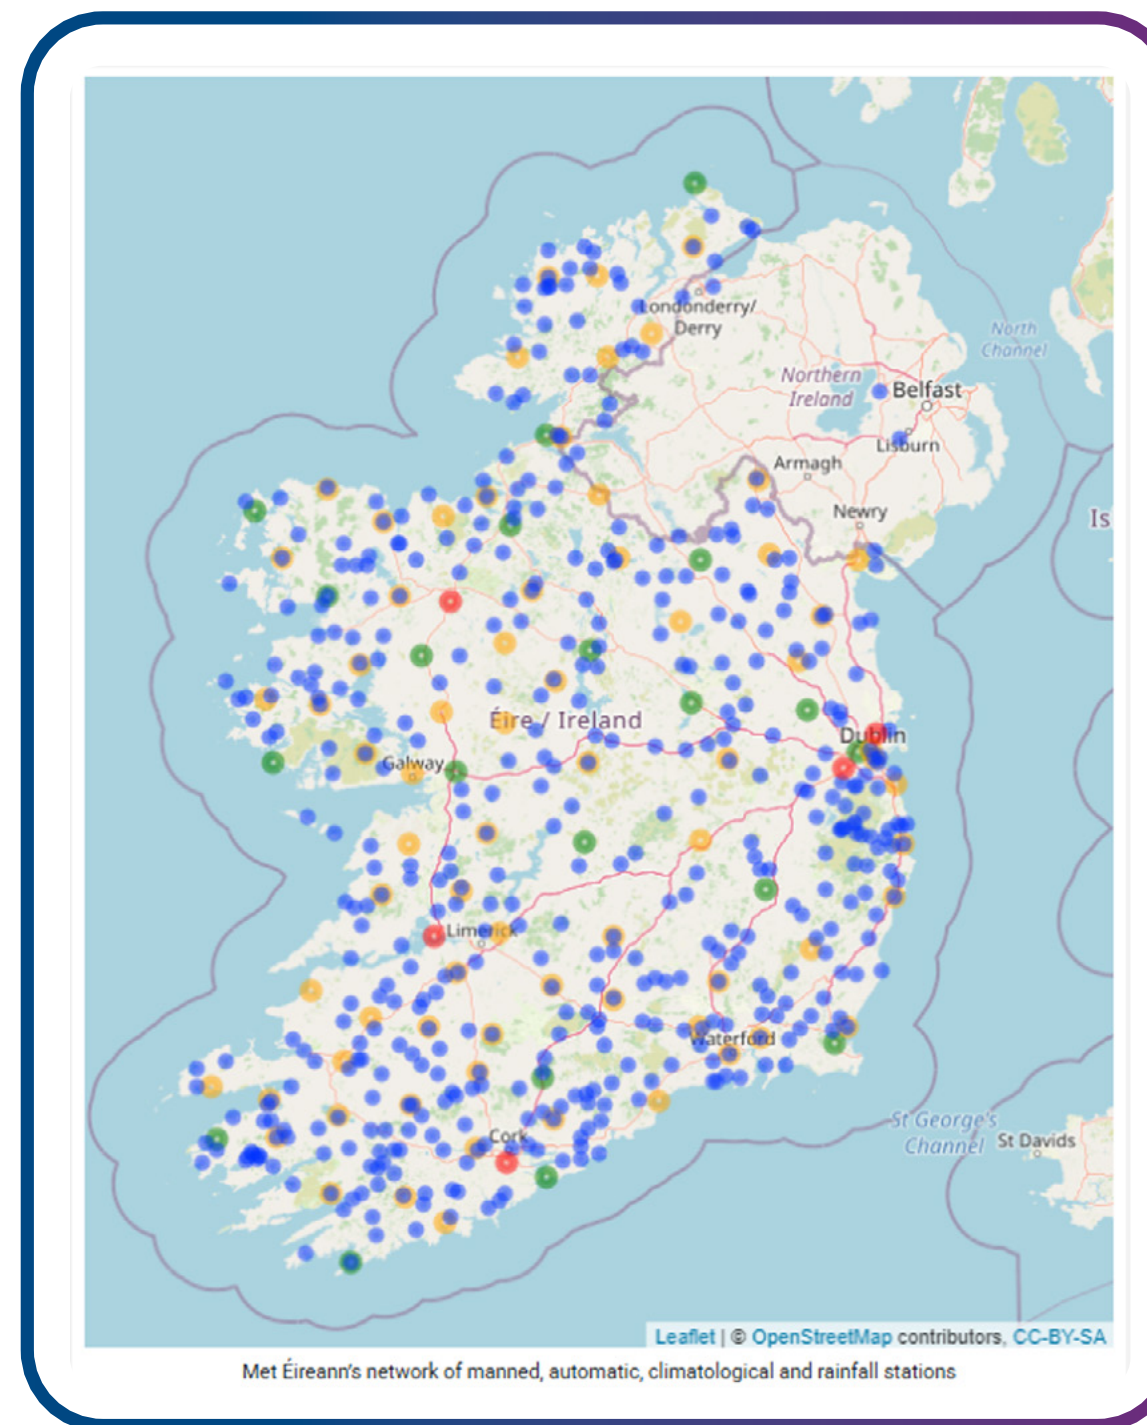 Londonderry/
Derry
North
Channel
Northern
Ireland
Belfast
Lisburn
Armagh
Newry
Is
Éire / Ireland
Dublin
Galway
Limerick
Waterford
Cork
St George's
Channel
St Davids
Leaflet | © OpenStreetMap contributors, CC-BY-SA
Met Éireann's network of manned, automatic, climatological and rainfall stations